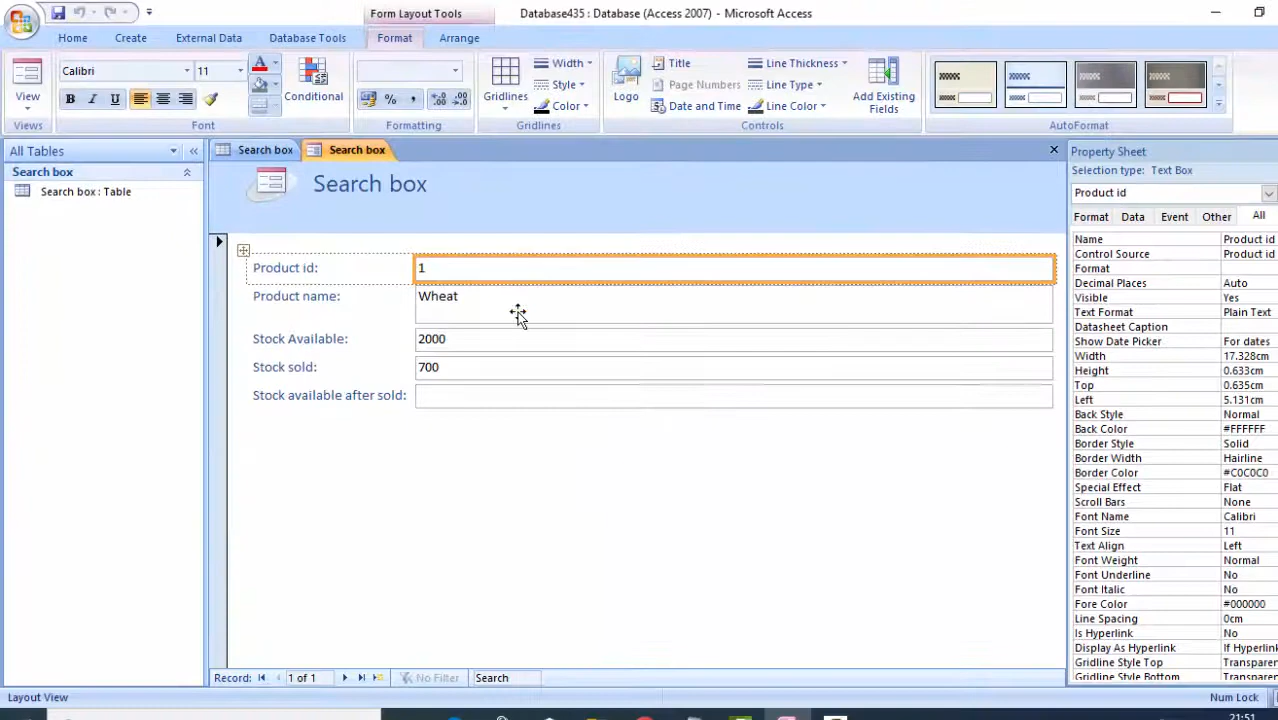 Form Layout Tools
Database435 : Database (Access 2007) - Microsoft Access
Home Create External Data Database Tools Format Arrange
View
Views
Calibri 11
A
B I U
Font
Conditional
% ,
Formatting
Gridlines
Width
Style
Color
Gridlines
Logo
Title
Page Numbers
Date and Time
Line Thickness
Line Type
Line Color
Controls
Add Existing
Fields
AutoFormat
All Tables
Search box
Search box : Table
Search box
Search box
Search box
Product id: 1
Product name: Wheat
Stock Available: 2000
Stock sold: 700
Stock available after sold:
Record: 1 of 1 No Filter Search
Property Sheet
Selection type: Text Box
Product id
Format Data Event Other All
Name Product id
Control Source Product id
Format
Decimal Places Auto
Visible Yes
Text Format Plain Text
Datasheet Caption
Show Date Picker For dates
Width 17.328cm
Height 0.633cm
Top 0.635cm
Left 5.131cm
Back Style Normal
Back Color #FFFFFF
Border Style Solid
Border Width Hairline
Border Color #C0C0C0
Special Effect Flat
Scroll Bars None
Font Name Calibri
Font Size 11
Text Align Left
Font Weight Normal
Font Underline No
Font Italic No
Fore Color #000000
Line Spacing 0cm
Is Hyperlink No
Display As Hyperlink If Hyperlink
Gridline Style Top Transparen
Gridline Style Bottom Transparen
Layout View
Num Lock
21:51